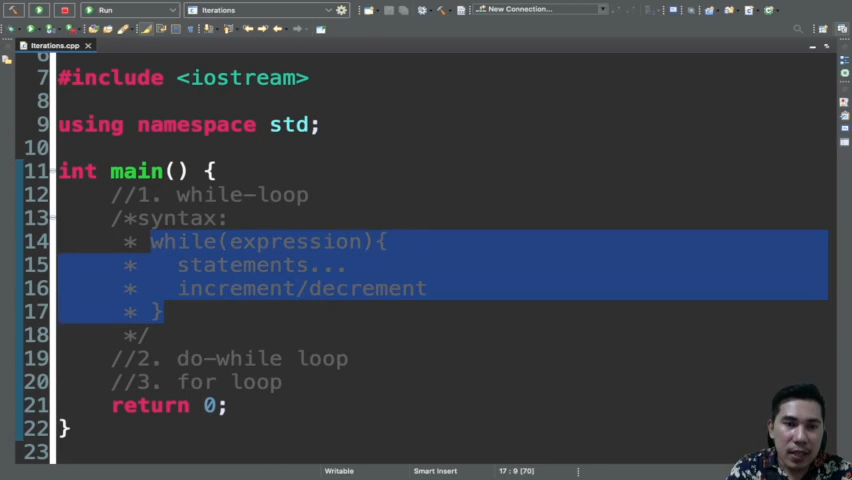 Run
Iterations
New Connection...
Iterations.cpp
6
7 #include <iostream>
8
9 using namespace std;
10
11 int main() {
12 //1. while-loop
13 /*syntax:
14 * while(expression){
15 * statements...
16 * increment/decrement
17 * }
18 */
19 //2. do-while loop
20 //3. for loop
21 return 0;
22 }
23
Writable Smart Insert 17 : 9 [70]